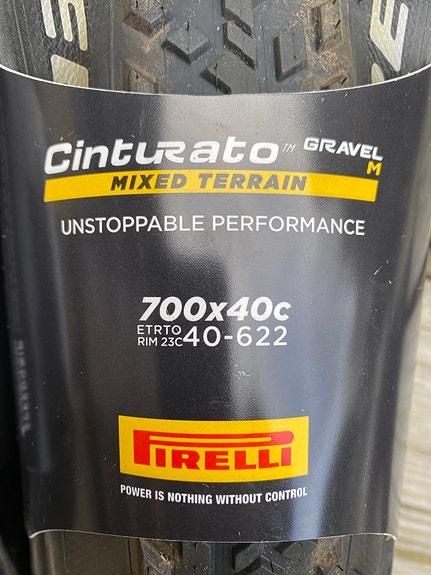 Cinturato™ GRAVEL M
MIXED TERRAIN
UNSTOPPABLE PERFORMANCE
700x40c
ETRTO RIM 23C 40-622
PIRELLI
POWER IS NOTHING WITHOUT CONTROL